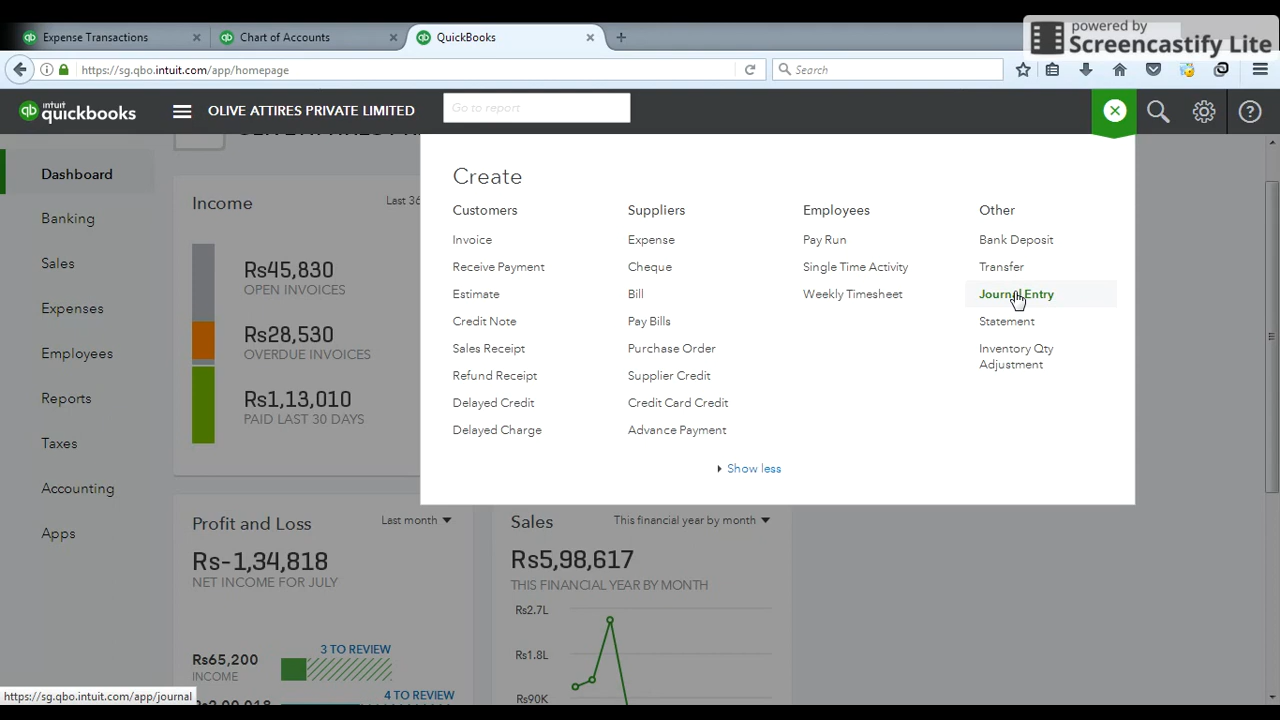 Expense Transactions
Chart of Accounts
QuickBooks
powered by
Screencastify Lite
https://sg.qbo.intuit.com/app/homepage
Search
intuit
quickbooks
OLIVE ATTIRES PRIVATE LIMITED
Go to report
Dashboard
Banking
Sales
Expenses
Employees
Reports
Taxes
Accounting
Apps
Income
Last 36
Rs45,830
OPEN INVOICES
Rs28,530
OVERDUE INVOICES
Rs1,13,010
PAID LAST 30 DAYS
Create
Customers
Invoice
Receive Payment
Estimate
Credit Note
Sales Receipt
Refund Receipt
Delayed Credit
Delayed Charge
Suppliers
Expense
Cheque
Bill
Pay Bills
Purchase Order
Supplier Credit
Credit Card Credit
Advance Payment
Employees
Pay Run
Single Time Activity
Weekly Timesheet
Other
Bank Deposit
Transfer
Journal Entry
Statement
Inventory Qty
Adjustment
Show less
Profit and Loss
Last month
Rs-1,34,818
NET INCOME FOR JULY
3 TO REVIEW
Rs65,200
INCOME
4 TO REVIEW
Sales
This financial year by month
Rs5,98,617
THIS FINANCIAL YEAR BY MONTH
Rs2.7L
Rs1.8L
Rs90K
https://sg.qbo.intuit.com/app/journal